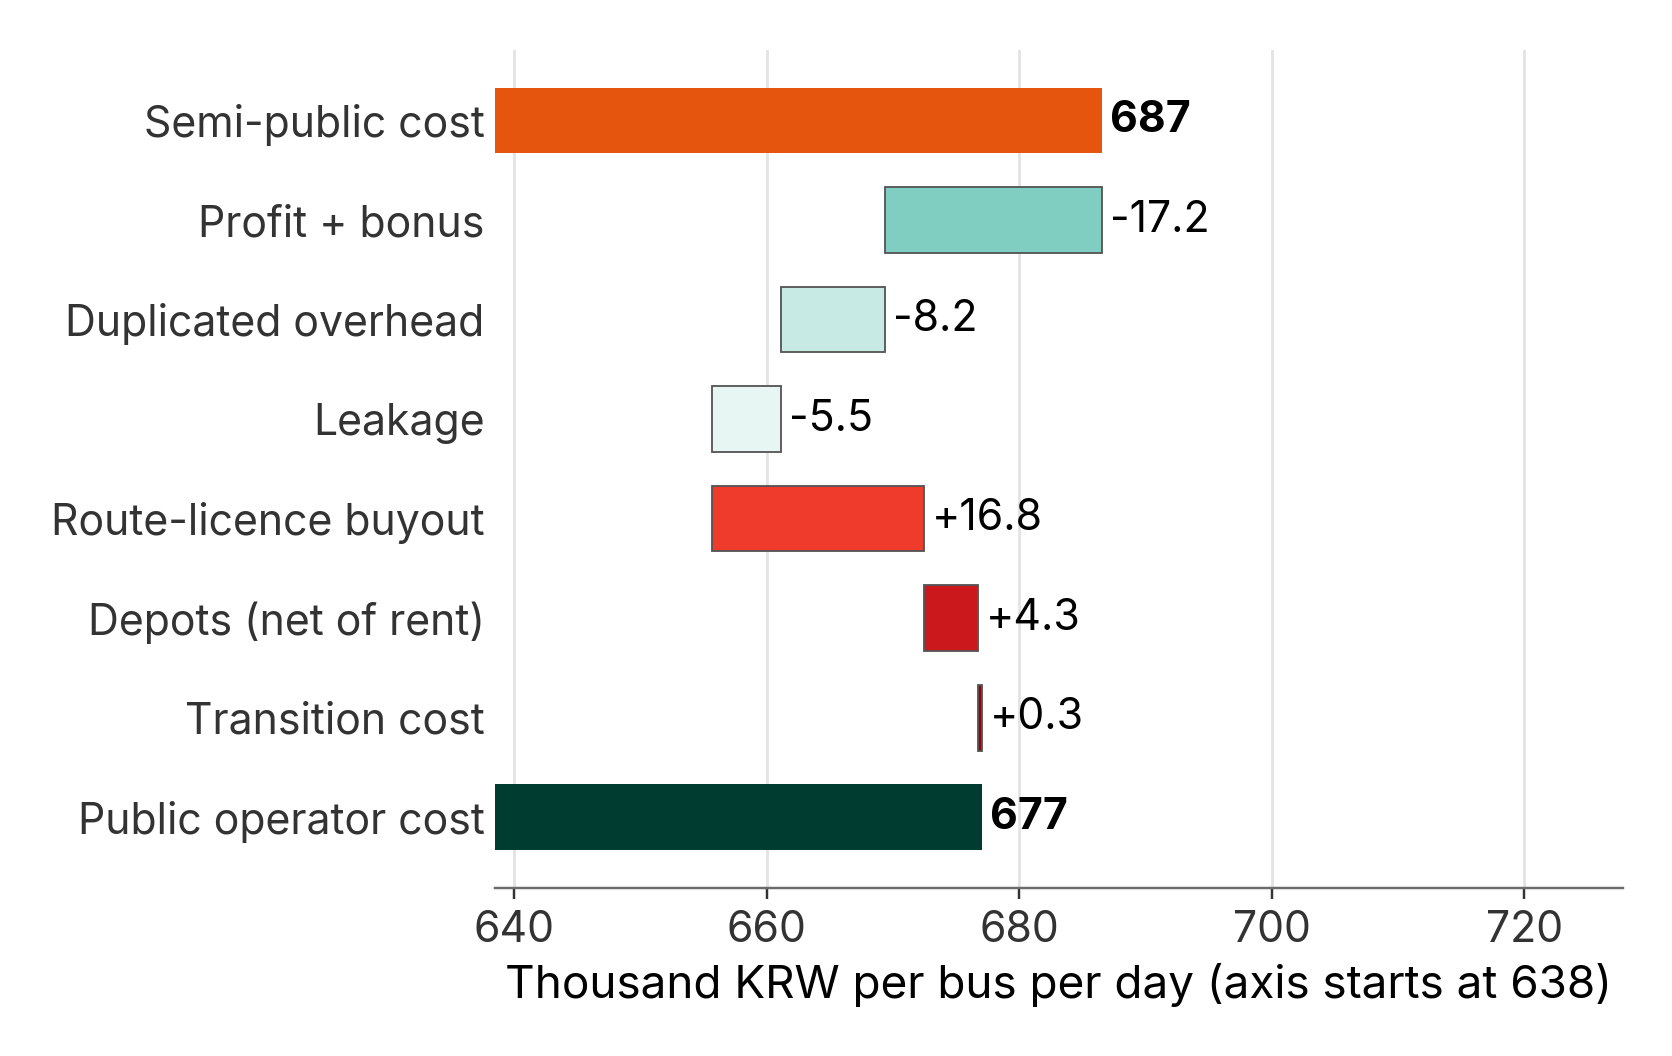 Semi-public cost 687
Profit + bonus -17.2
Duplicated overhead -8.2
Leakage -5.5
Route-licence buyout +16.8
Depots (net of rent) +4.3
Transition cost +0.3
Public operator cost 677
640 660 680 700 720
Thousand KRW per bus per day (axis starts at 638)